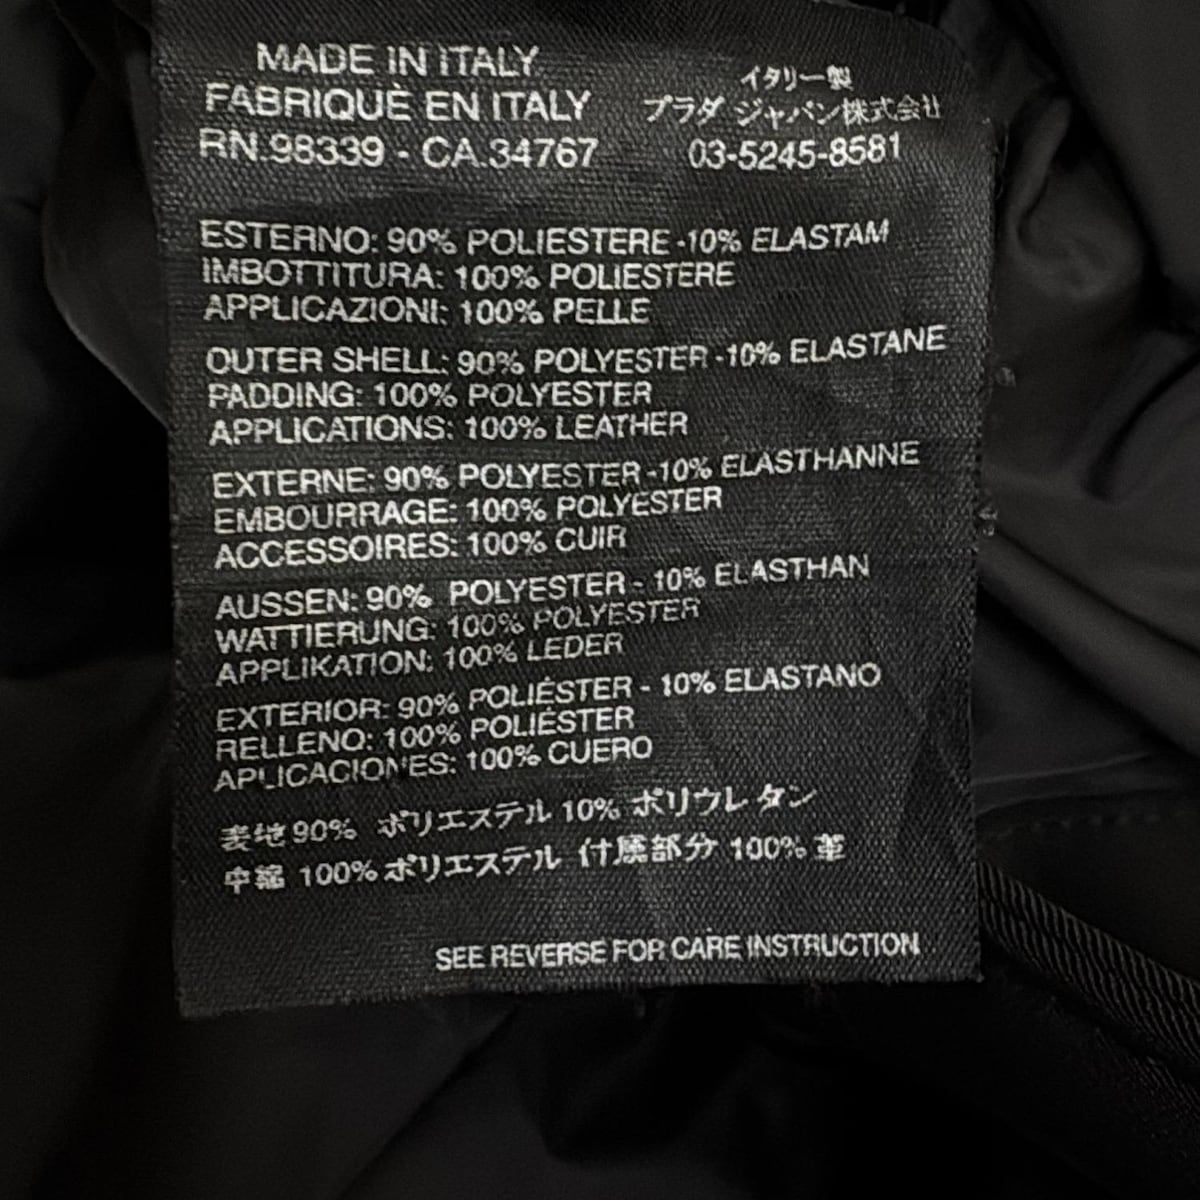 MADE IN ITALY
FABRIQUÈ EN ITALY
RN.98339 - CA.34767
イタリー製
プラダ ジャパン株式会社
03-5245-8581
ESTERNO: 90% POLIESTERE -10% ELASTAM
IMBOTTITURA: 100% POLIESTERE
APPLICAZIONI: 100% PELLE
OUTER SHELL: 90% POLYESTER -10% ELASTANE
PADDING: 100% POLYESTER
APPLICATIONS: 100% LEATHER
EXTERNE: 90% POLYESTER -10% ELASTHANNE
EMBOURRAGE: 100% POLYESTER
ACCESSOIRES: 100% CUIR
AUSSEN: 90% POLYESTER - 10% ELASTHAN
WATTIERUNG: 100% POLYESTER
APPLIKATION: 100% LEDER
EXTERIOR: 90% POLIÉSTER - 10% ELASTANO
RELLENO: 100% POLIÉSTER
APLICACIONES: 100% CUERO
表地 90% ポリエステル 10% ポリウレタン
中綿 100% ポリエステル 付属部分 100% 革
SEE REVERSE FOR CARE INSTRUCTION